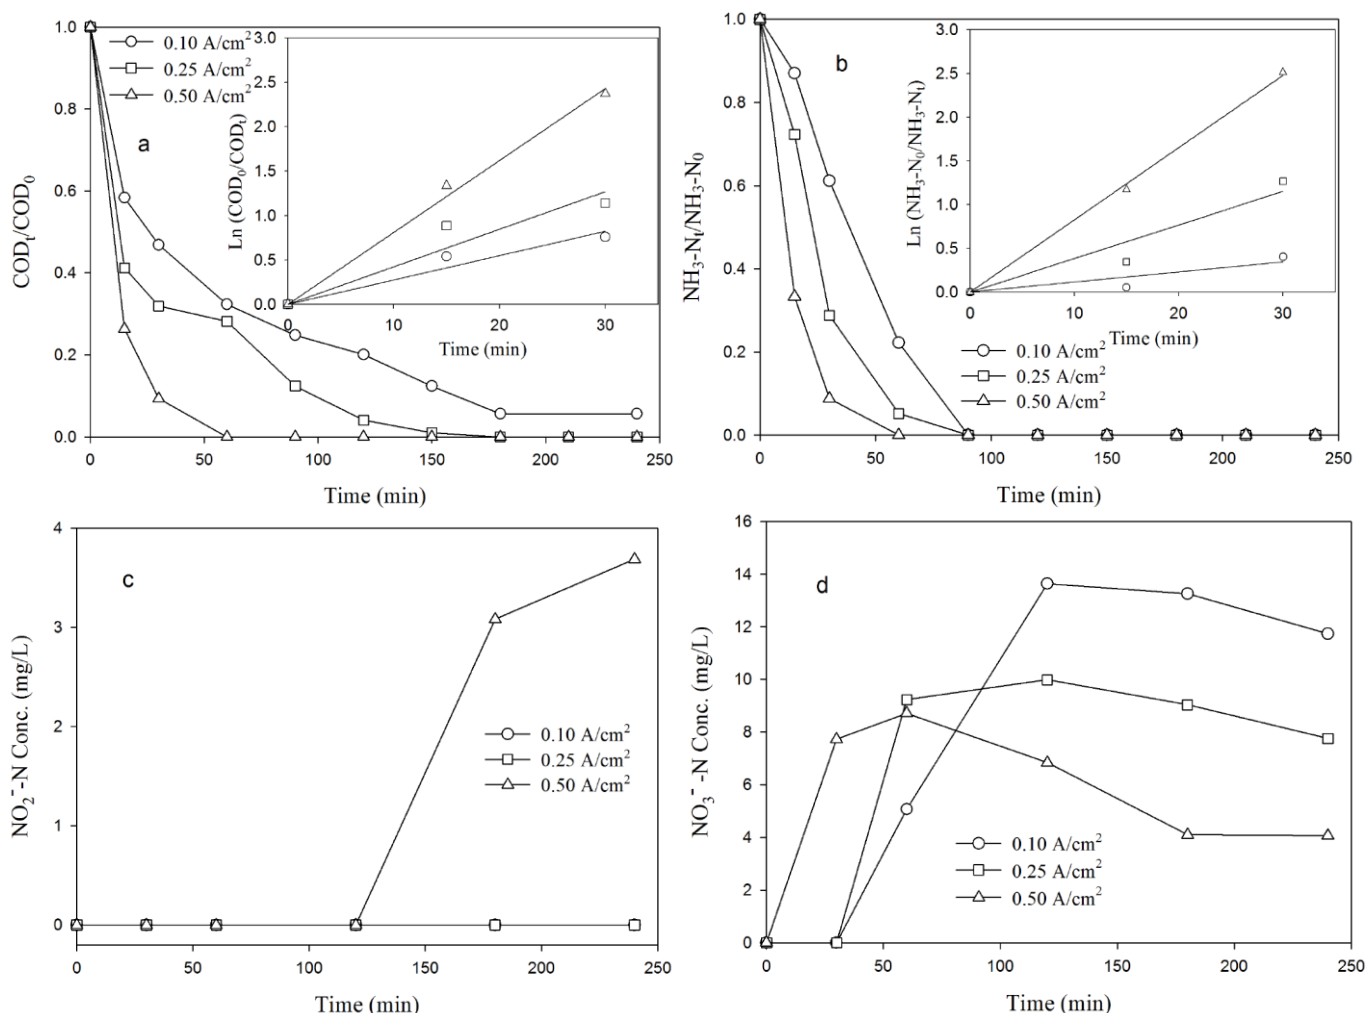 a
0.10 A/cm²
0.25 A/cm²
0.50 A/cm²
CODₜ/COD₀
1.0
0.8
0.6
0.4
0.2
0.0
0 50 100 150 200 250
Time (min)
Ln (COD₀/CODₜ)
3.0
2.5
2.0
1.5
1.0
0.5
0.0
0 10 20 30
Time (min)
b
NH₃-Nₜ/NH₃-N₀
1.0
0.8
0.6
0.4
0.2
0.0
0 50 100 150 200 250
Time (min)
Ln (NH₃-N₀/NH₃-Nₜ)
3.0
2.5
2.0
1.5
1.0
0.5
0.0
0 10 20 30
Time (min)
0.10 A/cm²
0.25 A/cm²
0.50 A/cm²
c
NO₂⁻-N Conc. (mg/L)
4
3
2
1
0
0 50 100 150 200 250
Time (min)
0.10 A/cm²
0.25 A/cm²
0.50 A/cm²
d
NO₃⁻ -N Conc. (mg/L)
16
14
12
10
8
6
4
2
0
0 50 100 150 200 250
Time (min)
0.10 A/cm²
0.25 A/cm²
0.50 A/cm²